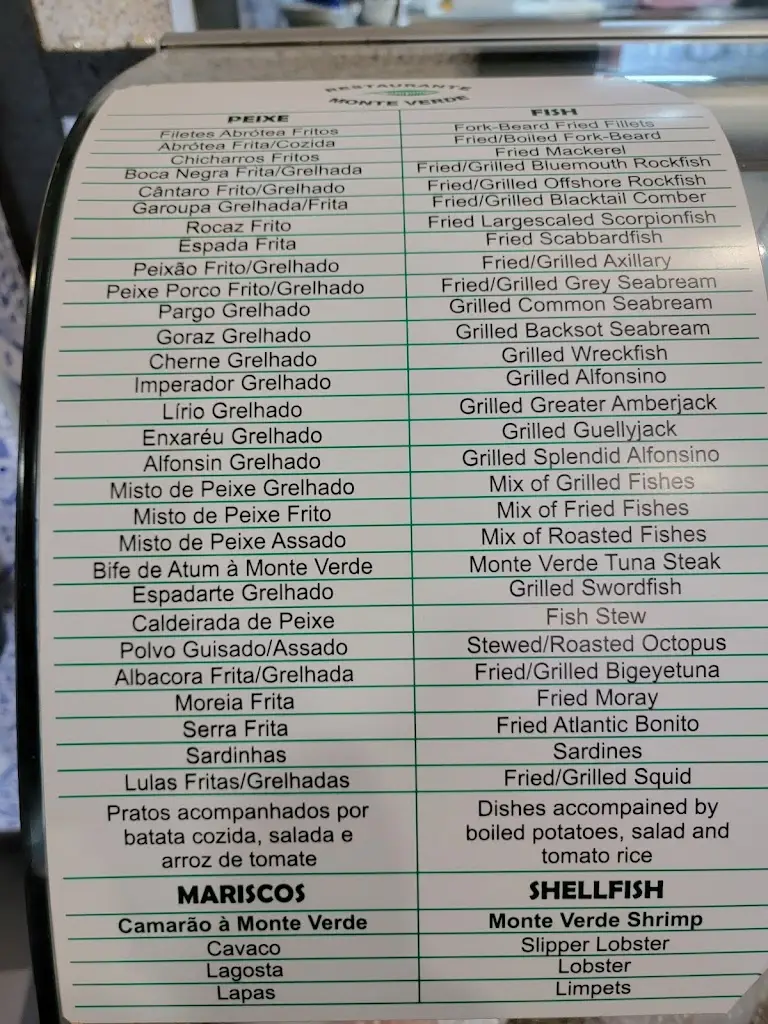 RESTAURANTE
MONTE VERDE
PEIXE FISH
Filetes Abrótea Fritos Fork-Beard Fried Fillets
Abrótea Frita/Cozida Fried/Boiled Fork-Beard
Chicharros Fritos Fried Mackerel
Boca Negra Frita/Grelhada Fried/Grilled Bluemouth Rockfish
Cântaro Frito/Grelhado Fried/Grilled Offshore Rockfish
Garoupa Grelhada/Frita Fried/Grilled Blacktail Comber
Rocaz Frito Fried Largescaled Scorpionfish
Espada Frita Fried Scabbardfish
Peixão Frito/Grelhado Fried/Grilled Axillary
Peixe Porco Frito/Grelhado Fried/Grilled Grey Seabream
Pargo Grelhado Grilled Common Seabream
Goraz Grelhado Grilled Backsot Seabream
Cherne Grelhado Grilled Wreckfish
Imperador Grelhado Grilled Alfonsino
Lírio Grelhado Grilled Greater Amberjack
Enxaréu Grelhado Grilled Guellyjack
Alfonsin Grelhado Grilled Splendid Alfonsino
Misto de Peixe Grelhado Mix of Grilled Fishes
Misto de Peixe Frito Mix of Fried Fishes
Misto de Peixe Assado Mix of Roasted Fishes
Bife de Atum à Monte Verde Monte Verde Tuna Steak
Espadarte Grelhado Grilled Swordfish
Caldeirada de Peixe Fish Stew
Polvo Guisado/Assado Stewed/Roasted Octopus
Albacora Frita/Grelhada Fried/Grilled Bigeyetuna
Moreia Frita Fried Moray
Serra Frita Fried Atlantic Bonito
Sardinhas Sardines
Lulas Fritas/Grelhadas Fried/Grilled Squid
Pratos acompanhados por Dishes accompained by
batata cozida, salada e boiled potatoes, salad and
arroz de tomate tomato rice
MARISCOS SHELLFISH
Camarão à Monte Verde Monte Verde Shrimp
Cavaco Slipper Lobster
Lagosta Lobster
Lapas Limpets